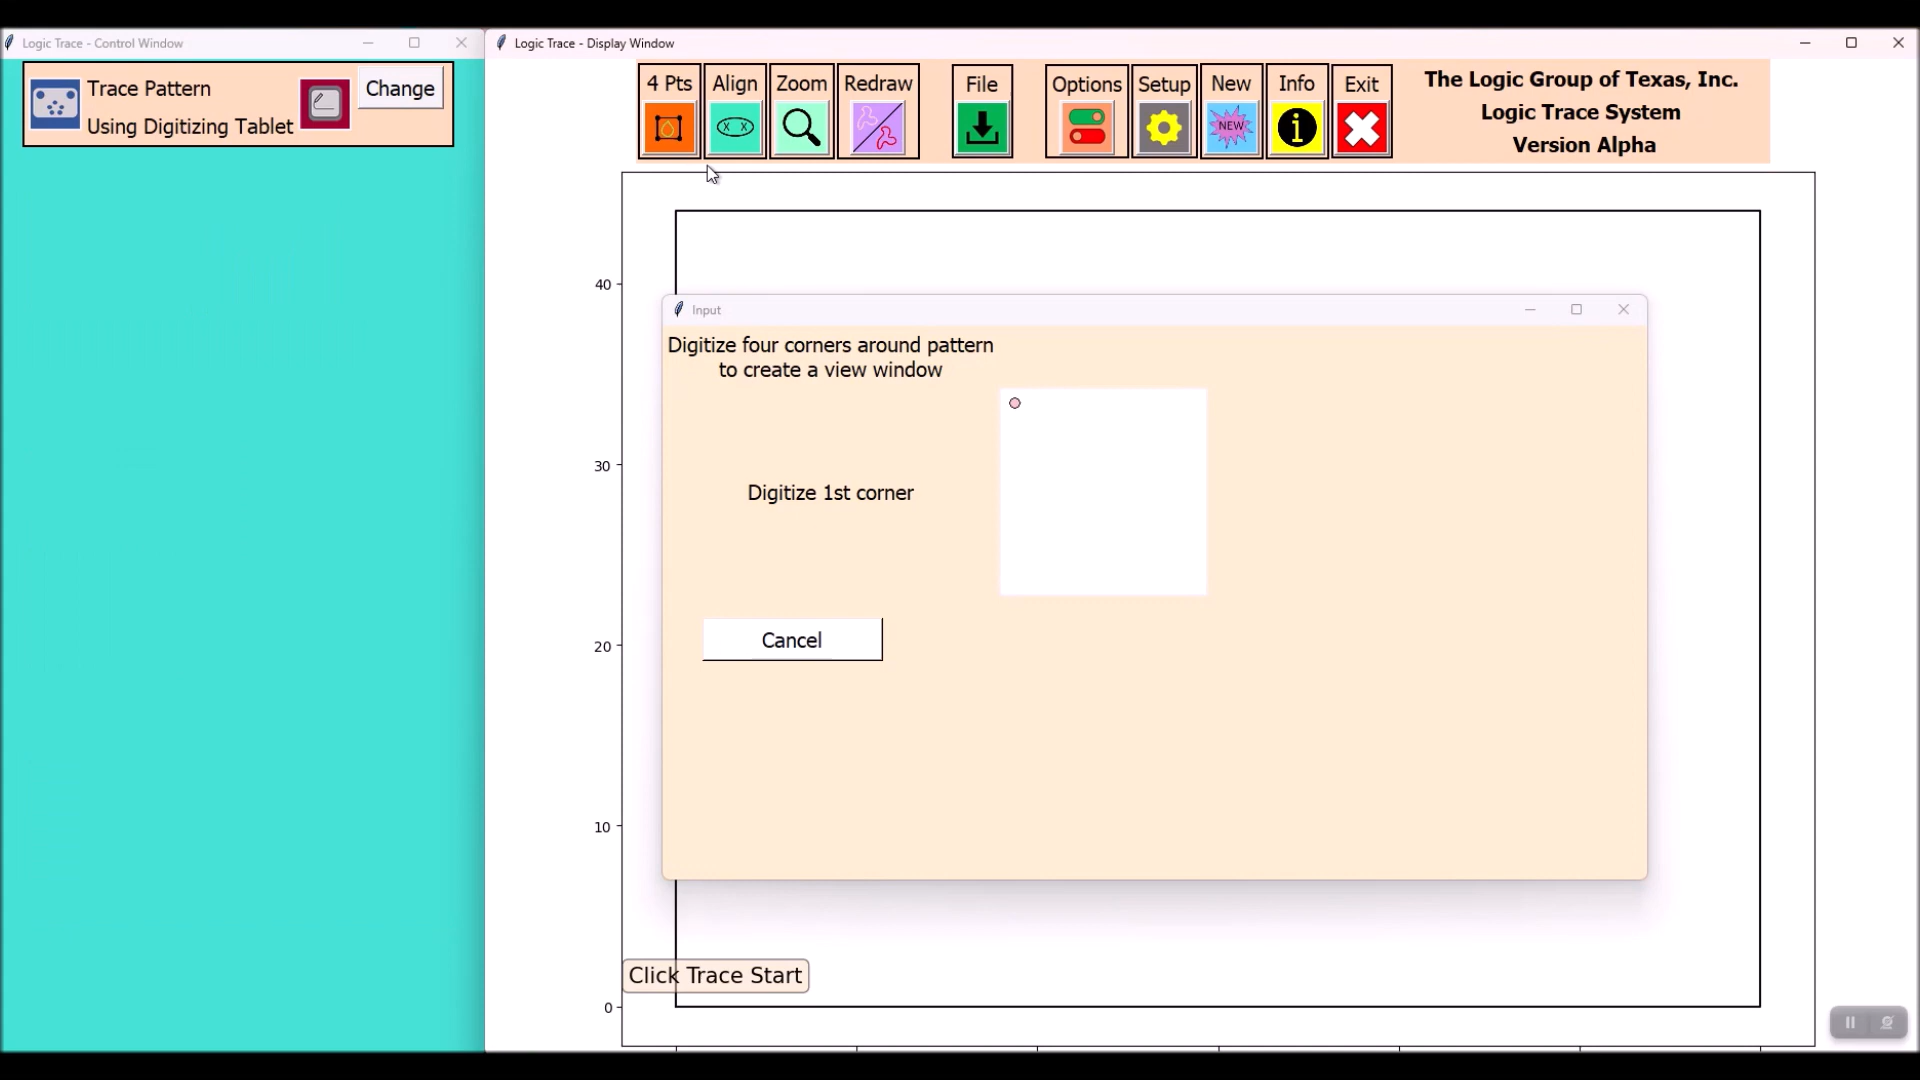 Logic Trace - Control Window
Trace Pattern
Using Digitizing Tablet
Change
Logic Trace - Display Window
4 Pts
Align
Zoom
Redraw
File
Options
Setup
New
Info
Exit
NEW
The Logic Group of Texas, Inc.
Logic Trace System
Version Alpha
40
30
20
10
0
Input
Digitize four corners around pattern
to create a view window
Digitize 1st corner
Cancel
Click Trace Start